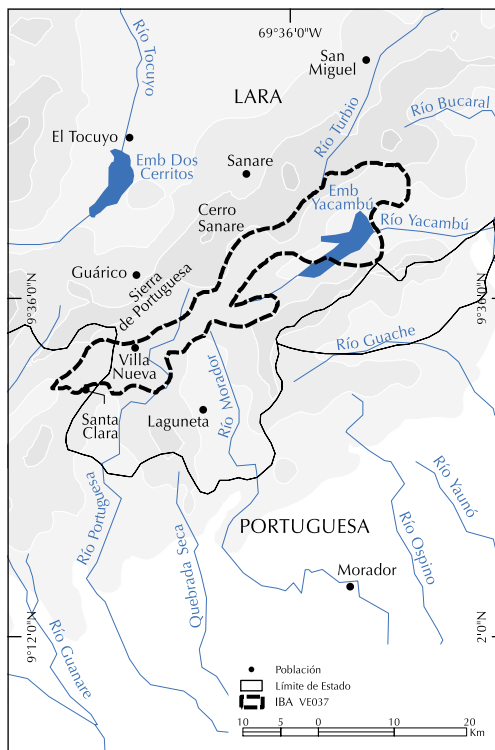 69°36'0"W
Río Tocuyo
San
Miguel
LARA
Río Turbio
Río Bucaral
El Tocuyo
Emb Dos
Cerritos
Sanare
Emb
Yacambú
Cerro
Sanare
Río Yacambú
Guárico
Sierra
de Portuguesa
9°36'0"N
9°36'0"N
Villa
Nueva
Río Guache
Río Morador
Santa
Clara
Laguneta
Río Portuguesa
Quebrada Seca
PORTUGUESA
Río Yaunó
Río Ospino
Morador
Río Guanare
9°12'0"N
2°0"N
Población
Límite de Estado
IBA VE037
10 5 0 10 20
Km